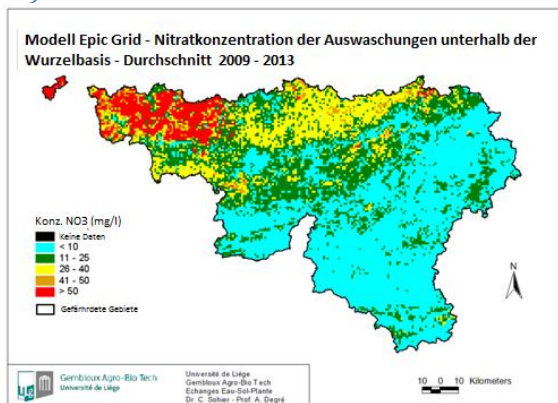 Modell Epic Grid - Nitratkonzentration der Auswaschungen unterhalb der
Wurzelbasis - Durchschnitt 2009 - 2013
Konz. NO3 (mg/l)
Keine Daten
< 10
11 - 25
26 - 40
41 - 50
> 50
Gefährdete Gebiete
N
Gembloux Agro-Bio Tech
Université de Liège
Université de Liège
Gembloux Agro-Bio Tech
Echanges Eau-Sol-Plante
Dr. C. Sohier - Prof. A. Degré
10 0 10 Kilometers